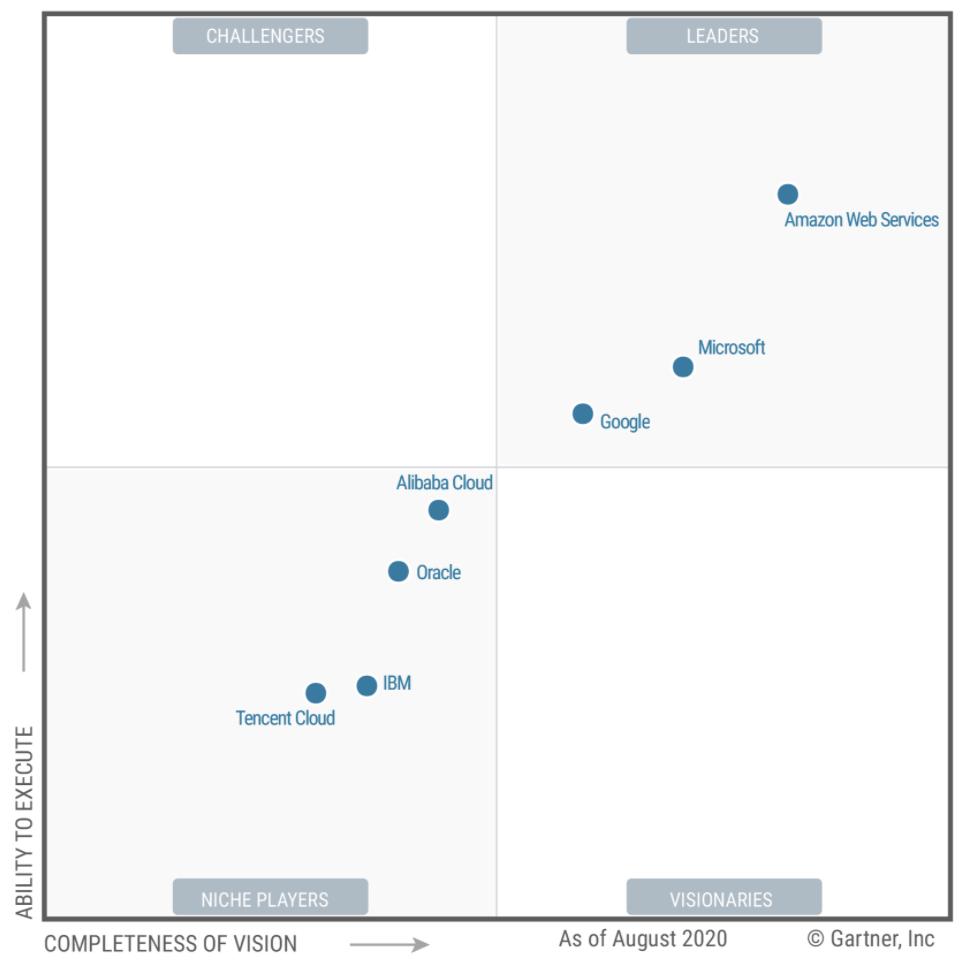 CHALLENGERS
LEADERS
Amazon Web Services
Microsoft
Google
Alibaba Cloud
Oracle
IBM
Tencent Cloud
NICHE PLAYERS
VISIONARIES
ABILITY TO EXECUTE
COMPLETENESS OF VISION
As of August 2020
© Gartner, Inc